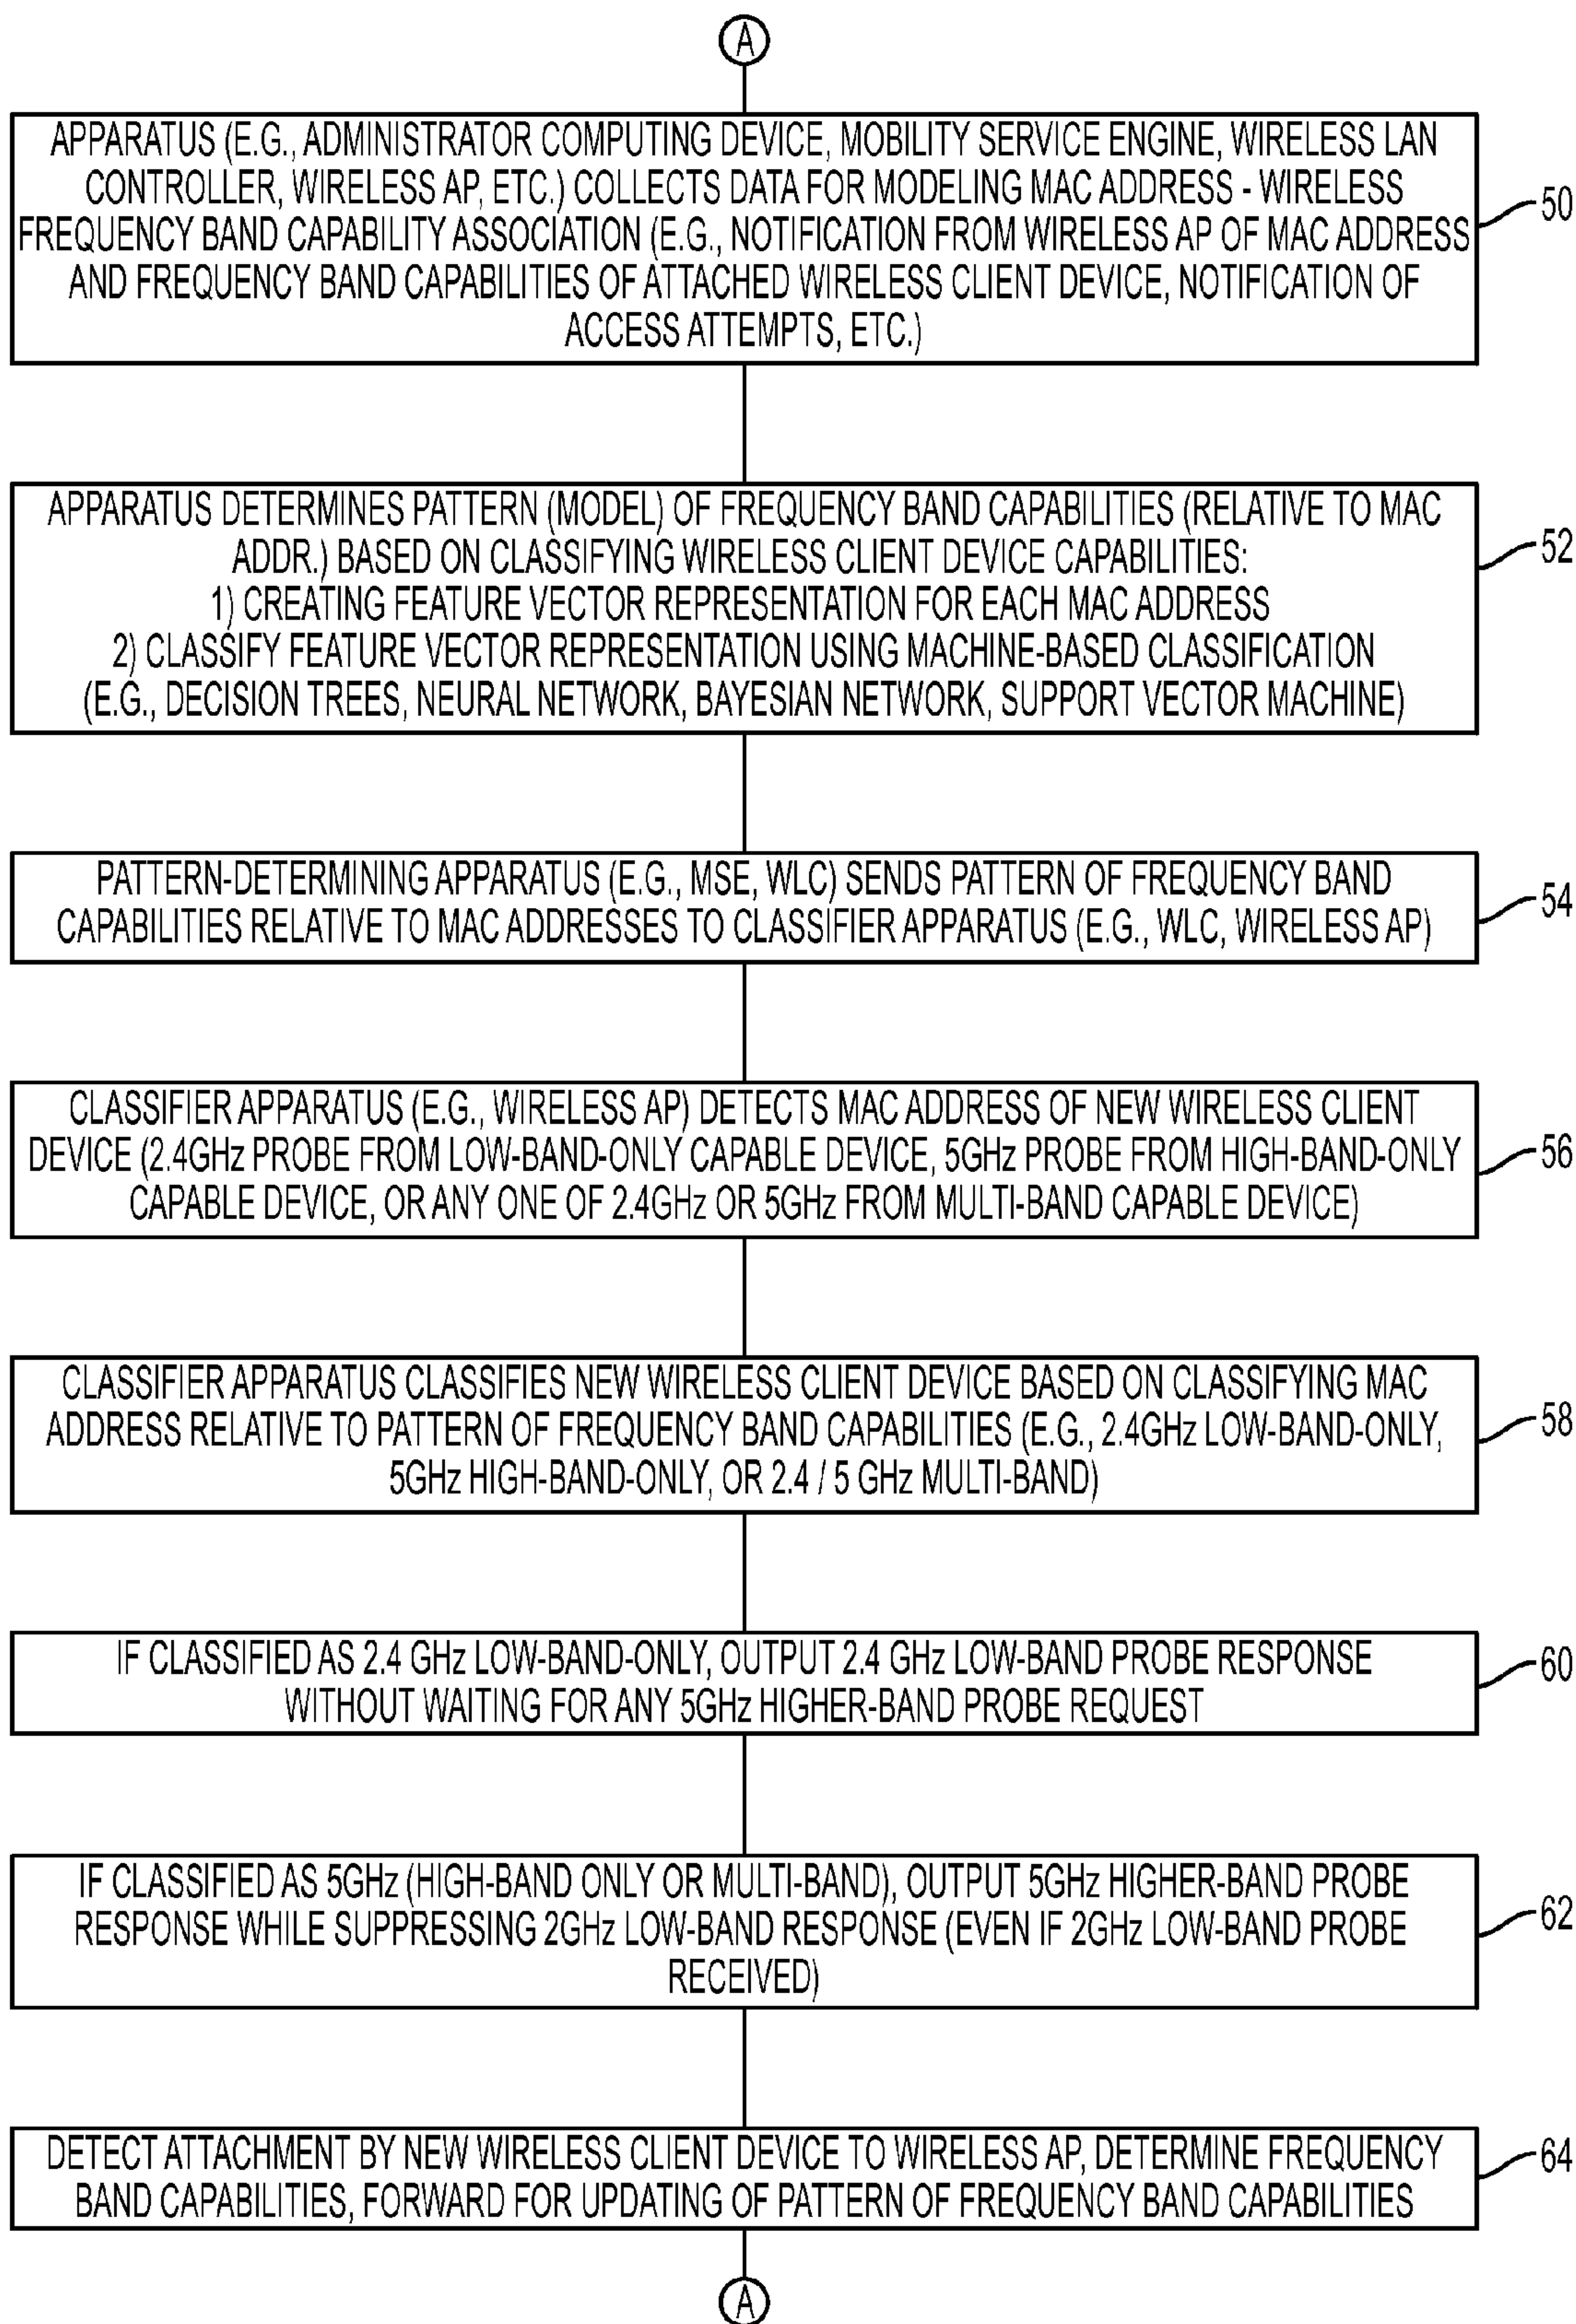 A
APPARATUS (E.G., ADMINISTRATOR COMPUTING DEVICE, MOBILITY SERVICE ENGINE, WIRELESS LAN
CONTROLLER, WIRELESS AP, ETC.) COLLECTS DATA FOR MODELING MAC ADDRESS - WIRELESS
FREQUENCY BAND CAPABILITY ASSOCIATION (E.G., NOTIFICATION FROM WIRELESS AP OF MAC ADDRESS
AND FREQUENCY BAND CAPABILITIES OF ATTACHED WIRELESS CLIENT DEVICE, NOTIFICATION OF
ACCESS ATTEMPTS, ETC.)
50
APPARATUS DETERMINES PATTERN (MODEL) OF FREQUENCY BAND CAPABILITIES (RELATIVE TO MAC
ADDR.) BASED ON CLASSIFYING WIRELESS CLIENT DEVICE CAPABILITIES:
1) CREATING FEATURE VECTOR REPRESENTATION FOR EACH MAC ADDRESS
2) CLASSIFY FEATURE VECTOR REPRESENTATION USING MACHINE-BASED CLASSIFICATION
(E.G., DECISION TREES, NEURAL NETWORK, BAYESIAN NETWORK, SUPPORT VECTOR MACHINE)
52
PATTERN-DETERMINING APPARATUS (E.G., MSE, WLC) SENDS PATTERN OF FREQUENCY BAND
CAPABILITIES RELATIVE TO MAC ADDRESSES TO CLASSIFIER APPARATUS (E.G., WLC, WIRELESS AP)
54
CLASSIFIER APPARATUS (E.G., WIRELESS AP) DETECTS MAC ADDRESS OF NEW WIRELESS CLIENT
DEVICE (2.4GHz PROBE FROM LOW-BAND-ONLY CAPABLE DEVICE, 5GHz PROBE FROM HIGH-BAND-ONLY
CAPABLE DEVICE, OR ANY ONE OF 2.4GHz OR 5GHz FROM MULTI-BAND CAPABLE DEVICE)
56
CLASSIFIER APPARATUS CLASSIFIES NEW WIRELESS CLIENT DEVICE BASED ON CLASSIFYING MAC
ADDRESS RELATIVE TO PATTERN OF FREQUENCY BAND CAPABILITIES (E.G., 2.4GHz LOW-BAND-ONLY,
5GHz HIGH-BAND-ONLY, OR 2.4 / 5 GHz MULTI-BAND)
58
IF CLASSIFIED AS 2.4 GHz LOW-BAND-ONLY, OUTPUT 2.4 GHz LOW-BAND PROBE RESPONSE
WITHOUT WAITING FOR ANY 5GHz HIGHER-BAND PROBE REQUEST
60
IF CLASSIFIED AS 5GHz (HIGH-BAND ONLY OR MULTI-BAND), OUTPUT 5GHz HIGHER-BAND PROBE
RESPONSE WHILE SUPPRESSING 2GHz LOW-BAND RESPONSE (EVEN IF 2GHz LOW-BAND PROBE
RECEIVED)
62
DETECT ATTACHMENT BY NEW WIRELESS CLIENT DEVICE TO WIRELESS AP, DETERMINE FREQUENCY
BAND CAPABILITIES, FORWARD FOR UPDATING OF PATTERN OF FREQUENCY BAND CAPABILITIES
64
A